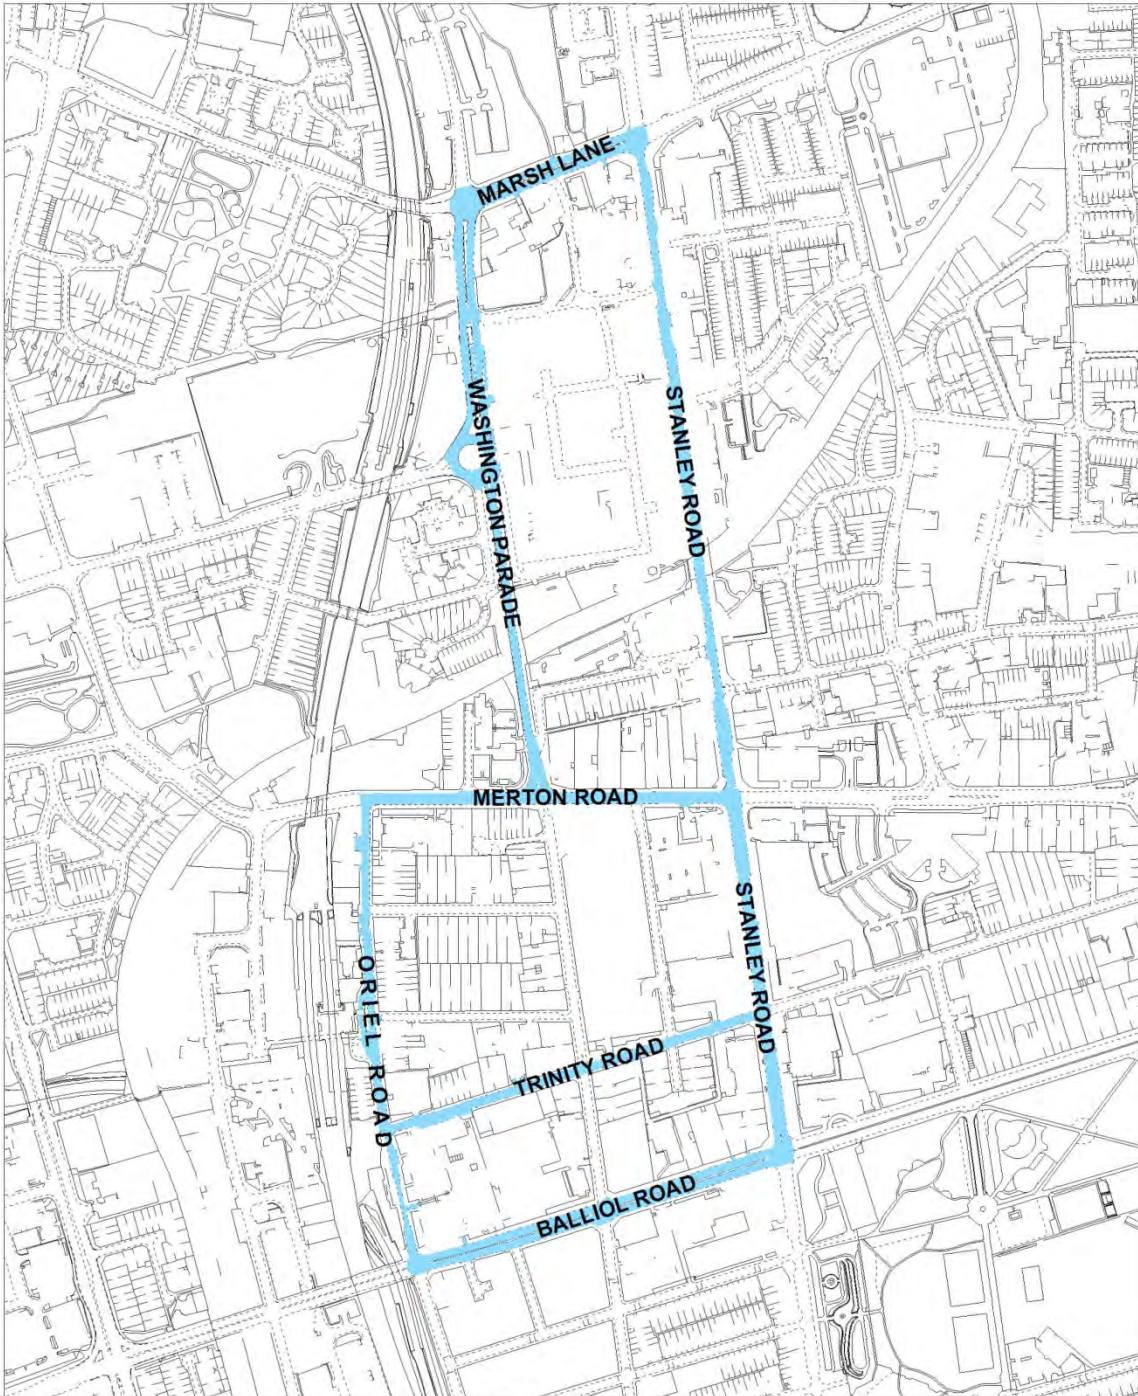 MARSH LANE
WASHINGTON PARADE
STANLEY ROAD
MERTON ROAD
STANLEY ROAD
ORIEL ROAD
TRINITY ROAD
BALLIOL ROAD